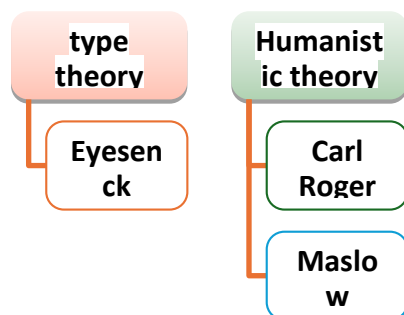 type
theory
Eyesen
ck
Humanist
ic theory
Carl
Roger
Maslo
w